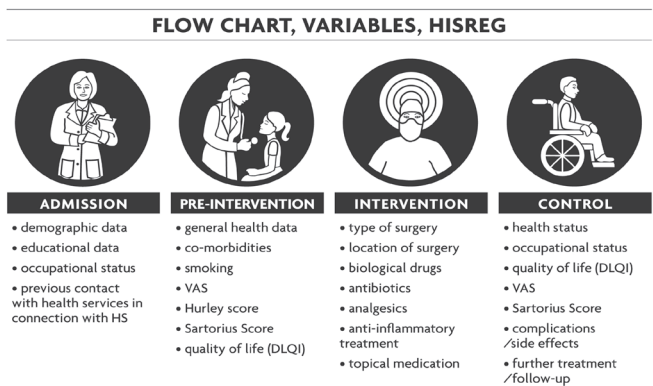 FLOW CHART, VARIABLES, HISREG
ADMISSION
• demographic data
• educational data
• occupational status
• previous contact
with health services in
connection with HS
PRE-INTERVENTION
• general health data
• co-morbidities
• smoking
• VAS
• Hurley score
• Sartorius Score
• quality of life (DLQI)
INTERVENTION
• type of surgery
• location of surgery
• biological drugs
• antibiotics
• analgesics
• anti-inflammatory
treatment
• topical medication
CONTROL
• health status
• occupational status
• quality of life (DLQI)
• VAS
• Sartorius Score
• complications
/side effects
• further treatment
/follow-up